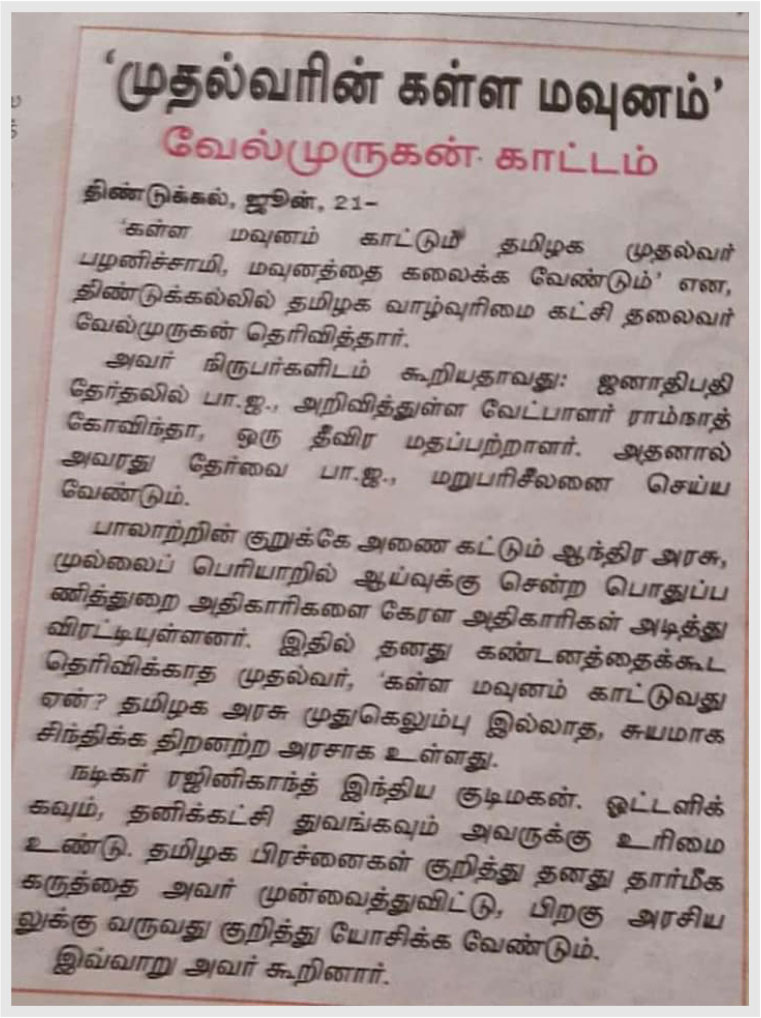 ‘முதல்வரின் கள்ள மவுனம்’
வேல்முருகன் காட்டம்
திண்டுக்கல், ஜூன், 21–
‘கள்ள மவுனம் காட்டும் தமிழக முதல்வர்
பழனிச்சாமி, மவுனத்தை கலைக்க வேண்டும்’ என,
திண்டுக்கல்லில் தமிழக வாழ்வுரிமை கட்சி தலைவர்
வேல்முருகன் தெரிவித்தார்.
அவர் நிருபர்களிடம் கூறியதாவது: ஜனாதிபதி
தேர்தலில் பா.ஜ., அறிவித்துள்ள வேட்பாளர் ராம்நாத்
கோவிந்தா, ஒரு தீவிர மதப்பற்றாளர். அதனால்
அவரது தேர்வை பா.ஜ., மறுபரிசீலனை செய்ய
வேண்டும்.
பாலாற்றின் குறுக்கே அணை கட்டும் ஆந்திர அரசு,
முல்லைப் பெரியாறில் ஆய்வுக்கு சென்ற பொதுப்ப
ணித்துறை அதிகாரிகளை கேரள அதிகாரிகள் அடித்து
விரட்டியுள்ளனர். இதில் தனது கண்டனத்தைக்கூட
தெரிவிக்காத முதல்வர், ‘கள்ள மவுனம் காட்டுவது
ஏன்? தமிழக அரசு முதுகெலும்பு இல்லாத, சுயமாக
சிந்திக்க திறனற்ற அரசாக உள்ளது.
நடிகர் ரஜினிகாந்த் இந்திய குடிமகன். ஓட்டளிக்
கவும், தனிக்கட்சி துவங்கவும் அவருக்கு உரிமை
உண்டு. தமிழக பிரச்னைகள் குறித்து தனது தார்மீக
கருத்தை அவர் முன்வைத்துவிட்டு, பிறகு அரசிய
லுக்கு வருவது குறித்து யோசிக்க வேண்டும்.
இவ்வாறு அவர் கூறினார்.